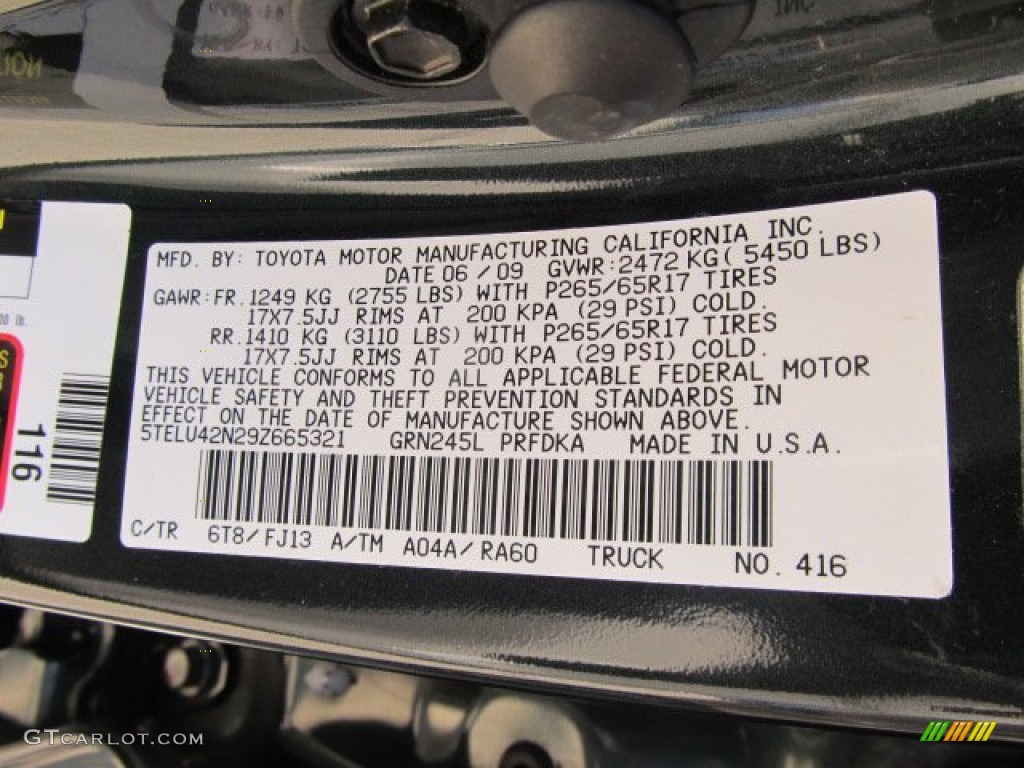 MFD. BY: TOYOTA MOTOR MANUFACTURING CALIFORNIA INC.
DATE 06/09 GVWR:2472 KG( 5450 LBS)
GAWR:FR. 1249 KG (2755 LBS) WITH P265/65R17 TIRES
17X7.5JJ RIMS AT 200 KPA (29 PSI) COLD.
RR. 1410 KG (3110 LBS) WITH P265/65R17 TIRES
17X7.5JJ RIMS AT 200 KPA (29 PSI) COLD.
THIS VEHICLE CONFORMS TO ALL APPLICABLE FEDERAL MOTOR
VEHICLE SAFETY AND THEFT PREVENTION STANDARDS IN
EFFECT ON THE DATE OF MANUFACTURE SHOWN ABOVE.
5TELU42N29Z665321 GRN245L PRFDKA MADE IN U.S.A.
C/TR 6T8/FJ13 A/TM A04A/RA60 TRUCK NO. 416
116
lb.
GTCARLOT.COM